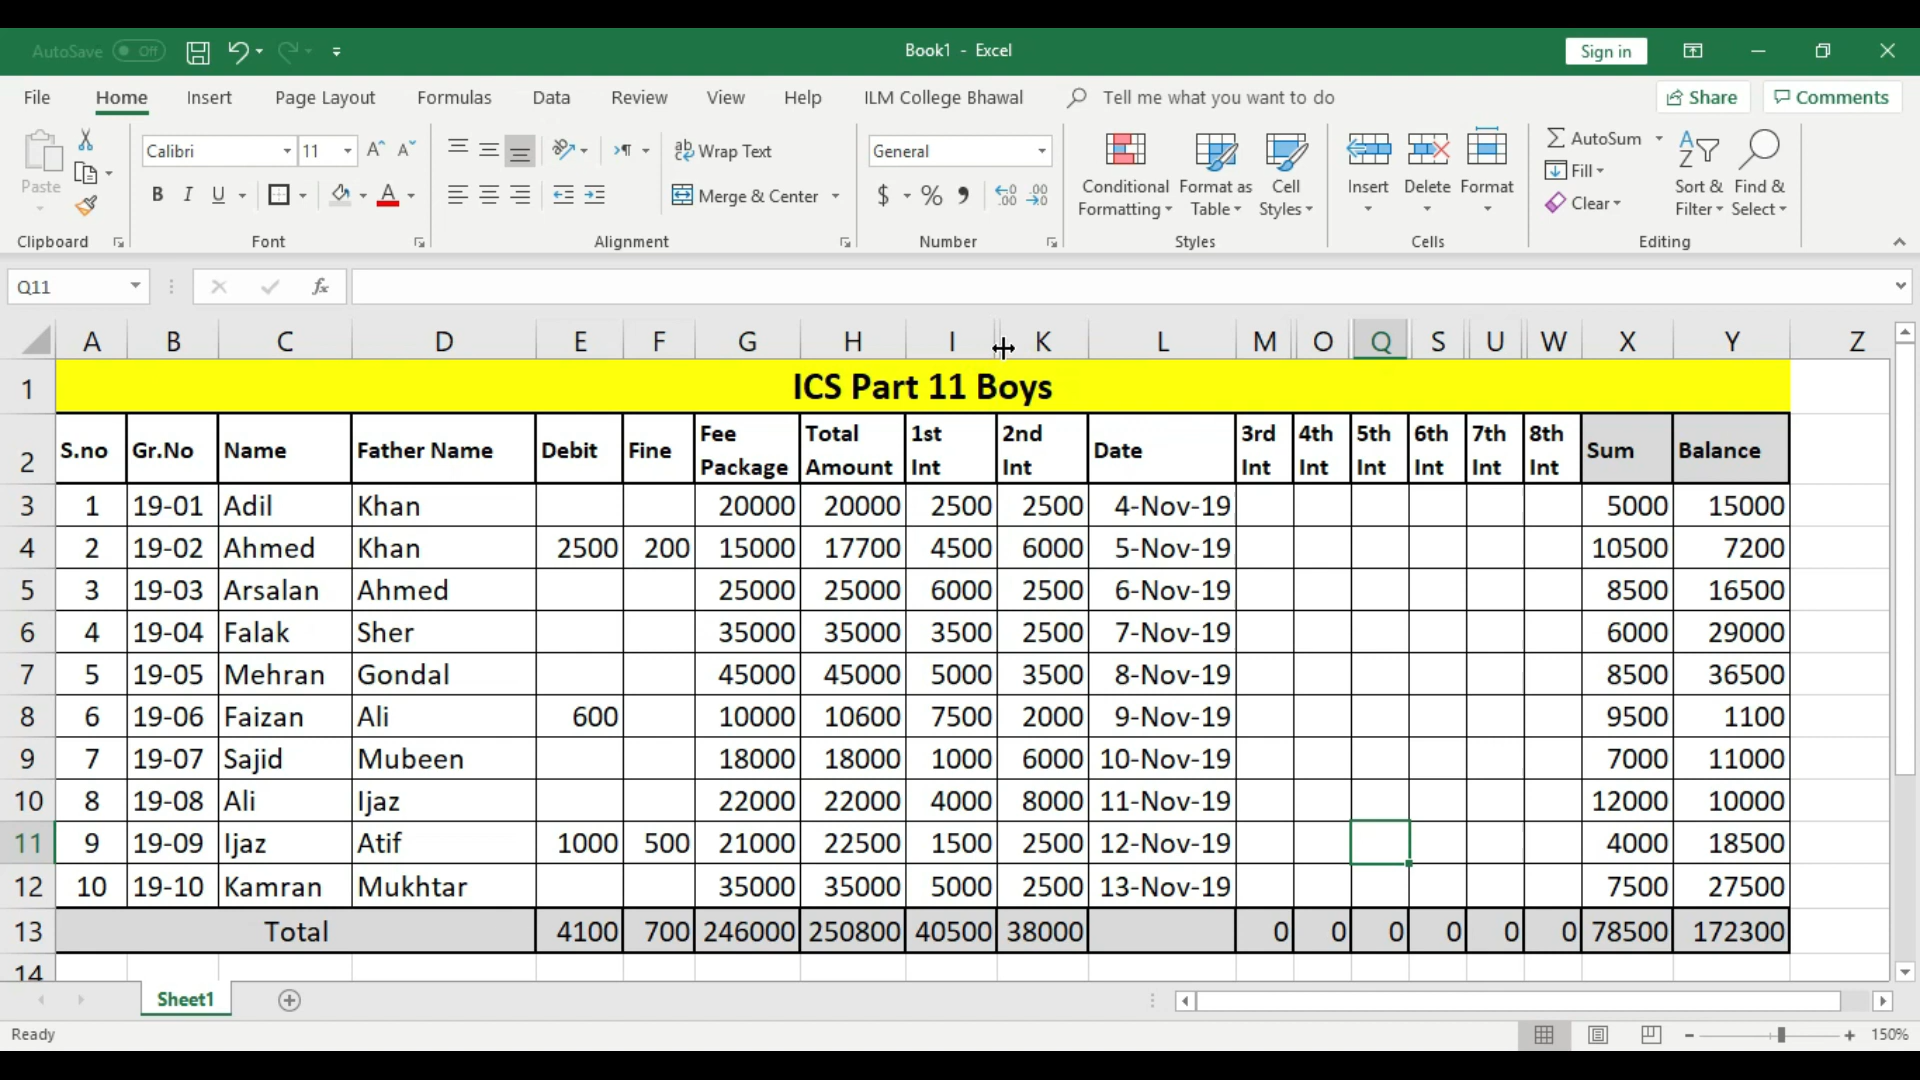 AutoSave Off Book1 - Excel Sign in
File Home Insert Page Layout Formulas Data Review View Help ILM College Bhawal Tell me what you want to do Share Comments
Paste Calibri 11 A A Wrap Text General Conditional Formatting Format as Table Cell Styles Insert Delete Format AutoSum Fill Clear Sort & Filter Find & Select
B I U A Merge & Center $ % , .00 .00
Clipboard Font Alignment Number Styles Cells Editing
Q11 fx
A B C D E F G H I K L M O Q S U W X Y Z
1 ICS Part 11 Boys
2 S.no Gr.No Name Father Name Debit Fine Fee Package Total Amount 1st Int 2nd Int Date 3rd Int 4th Int 5th Int 6th Int 7th Int 8th Int Sum Balance
3 1 19-01 Adil Khan 20000 20000 2500 2500 4-Nov-19 5000 15000
4 2 19-02 Ahmed Khan 2500 200 15000 17700 4500 6000 5-Nov-19 10500 7200
5 3 19-03 Arsalan Ahmed 25000 25000 6000 2500 6-Nov-19 8500 16500
6 4 19-04 Falak Sher 35000 35000 3500 2500 7-Nov-19 6000 29000
7 5 19-05 Mehran Gondal 45000 45000 5000 3500 8-Nov-19 8500 36500
8 6 19-06 Faizan Ali 600 10000 10600 7500 2000 9-Nov-19 9500 1100
9 7 19-07 Sajid Mubeen 18000 18000 1000 6000 10-Nov-19 7000 11000
10 8 19-08 Ali Ijaz 22000 22000 4000 8000 11-Nov-19 12000 10000
11 9 19-09 Ijaz Atif 1000 500 21000 22500 1500 2500 12-Nov-19 4000 18500
12 10 19-10 Kamran Mukhtar 35000 35000 5000 2500 13-Nov-19 7500 27500
13 Total 4100 700 246000 250800 40500 38000 0 0 0 0 0 0 78500 172300
14
Sheet1
Ready 150%